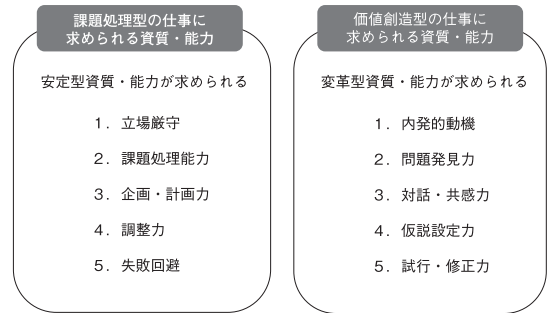 課題処理型の仕事に
求められる資質・能力
安定型資質・能力が求められる
1．立場厳守
2．課題処理能力
3．企画・計画力
4．調整力
5．失敗回避
価値創造型の仕事に
求められる資質・能力
変革型資質・能力が求められる
1．内発的動機
2．問題発見力
3．対話・共感力
4．仮説設定力
5．試行・修正力